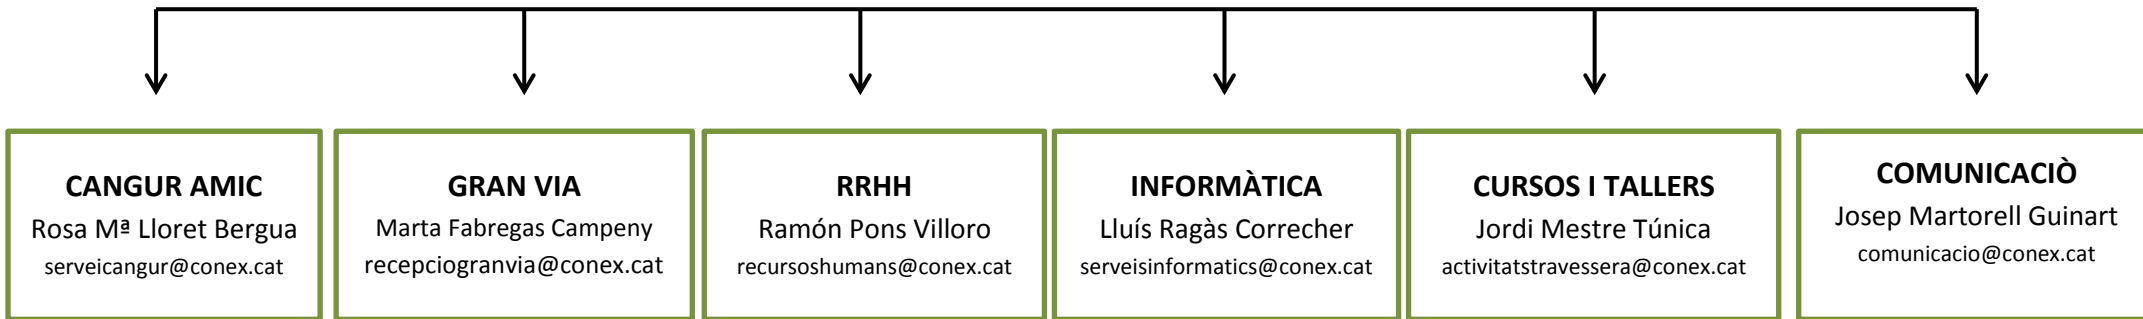 CANGUR AMIC
Rosa Mª Lloret Bergua
serveicangur@conex.cat
GRAN VIA
Marta Fabregas Campeny
recepciogranvia@conex.cat
RRHH
Ramón Pons Villoro
recursoshumans@conex.cat
INFORMÀTICA
Lluís Ragàs Correcher
serveisinformatics@conex.cat
CURSOS I TALLERS
Jordi Mestre Túnica
activitatstravessera@conex.cat
COMUNICACIÒ
Josep Martorell Guinart
comunicacio@conex.cat